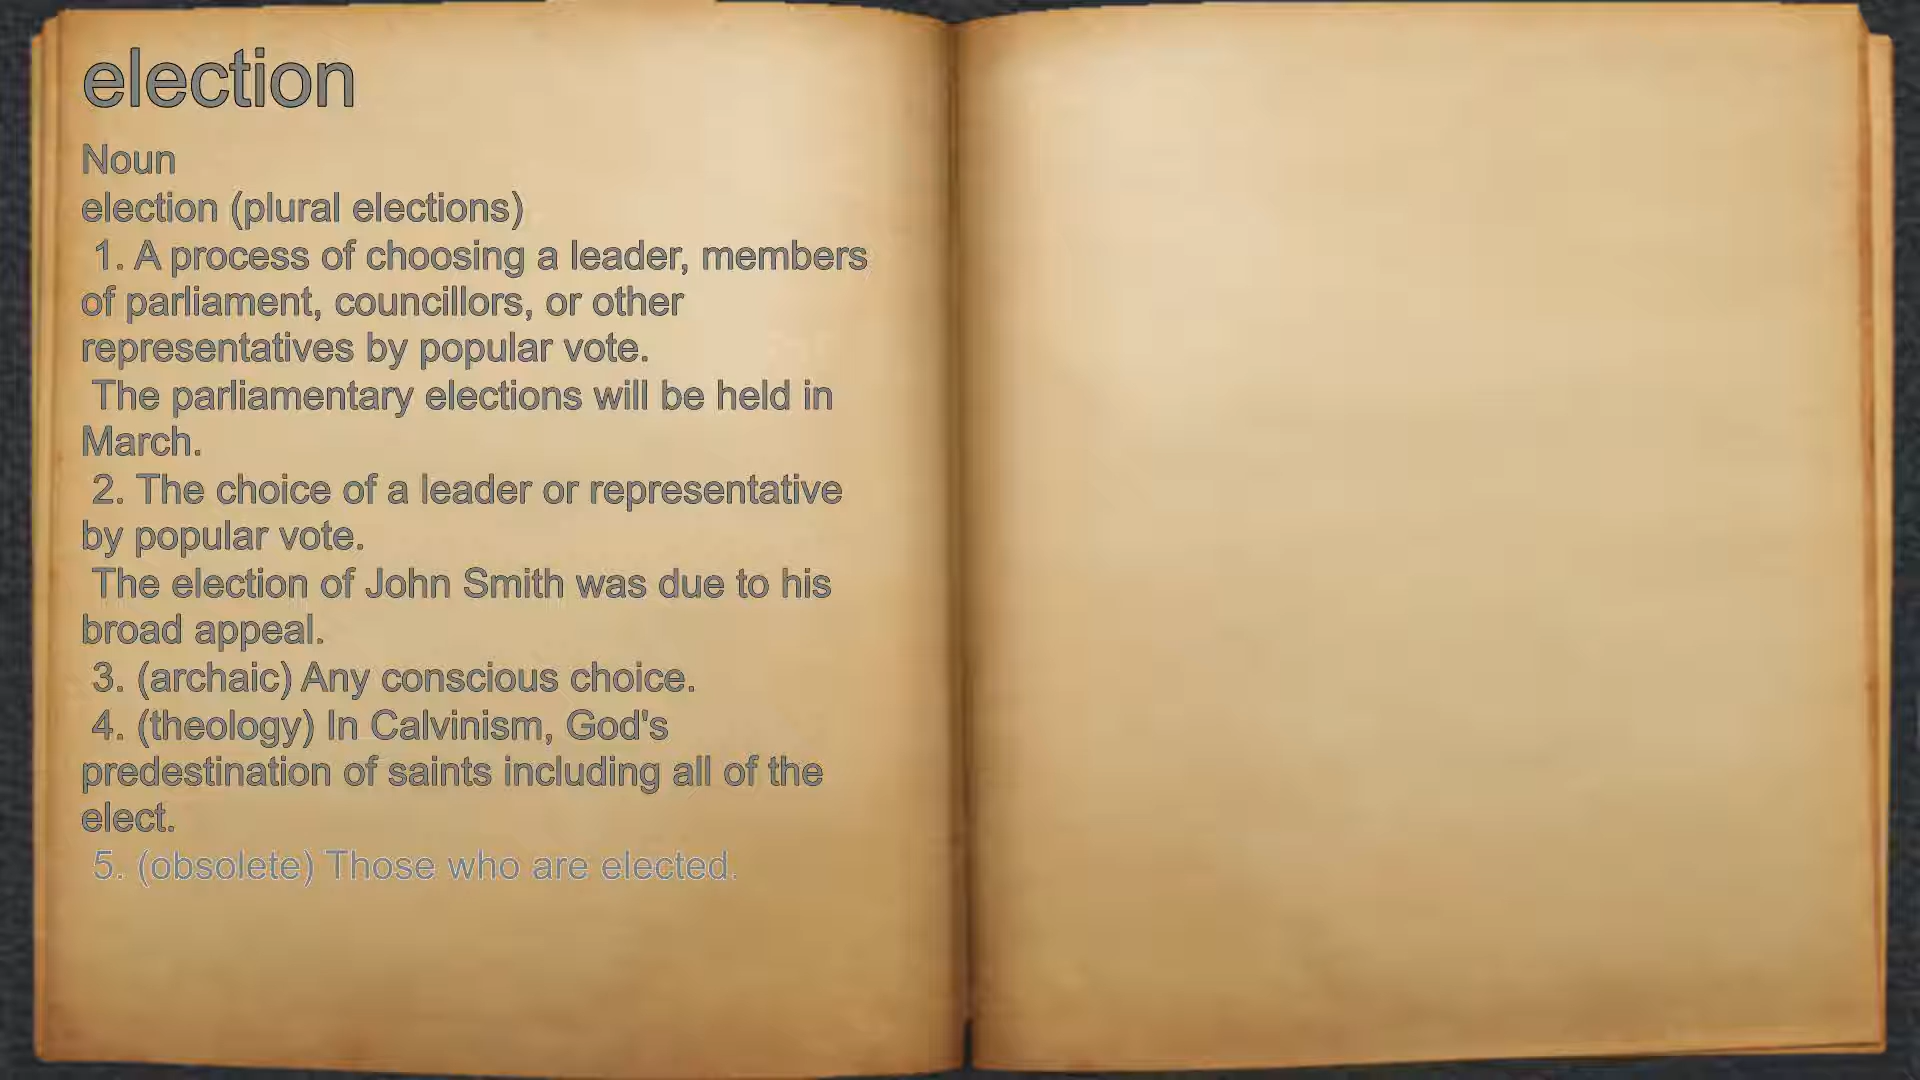 election
Noun
election (plural elections)
1. A process of choosing a leader, members
of parliament, councillors, or other
representatives by popular vote.
The parliamentary elections will be held in
March.
2. The choice of a leader or representative
by popular vote.
The election of John Smith was due to his
broad appeal.
3. (archaic) Any conscious choice.
4. (theology) In Calvinism, God's
predestination of saints including all of the
elect.
5. (obsolete) Those who are elected.